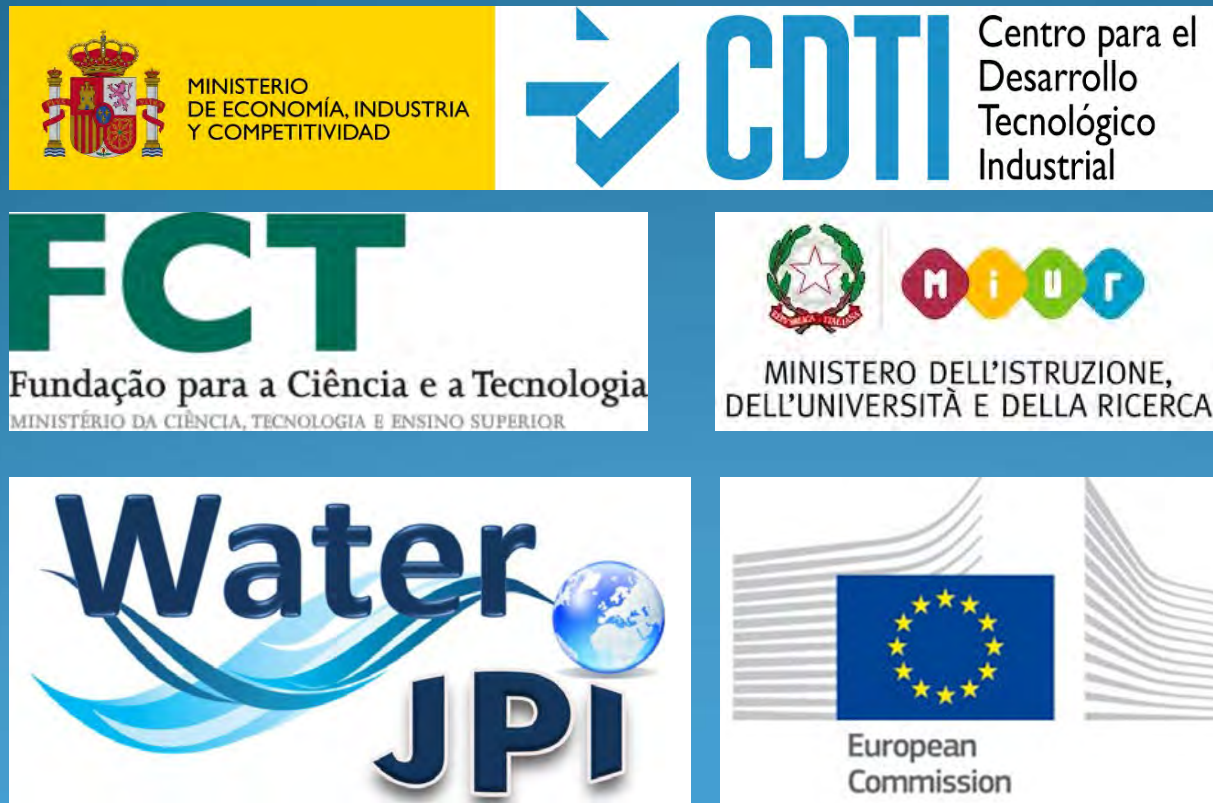 MINISTERIO
DE ECONOMÍA, INDUSTRIA
Y COMPETITIVIDAD
CDTI
Centro para el
Desarrollo
Tecnológico
Industrial
FCT
Fundação para a Ciência e a Tecnologia
MINISTÉRIO DA CIÊNCIA, TECNOLOGIA E ENSINO SUPERIOR
MiUr
MINISTERO DELL'ISTRUZIONE,
DELL'UNIVERSITÀ E DELLA RICERCA
Water
JPI
European
Commission